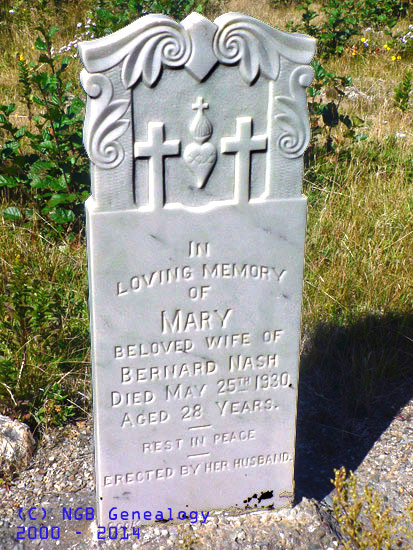 IN
LOVING MEMORY
OF
MARY
BELOVED WIFE OF
BERNARD NASH
DIED MAY 25TH 1930.
AGED 28 YEARS.
REST IN PEACE
ERECTED BY HER HUSBAND.
(C) NGB Genealogy
2000 - 2014